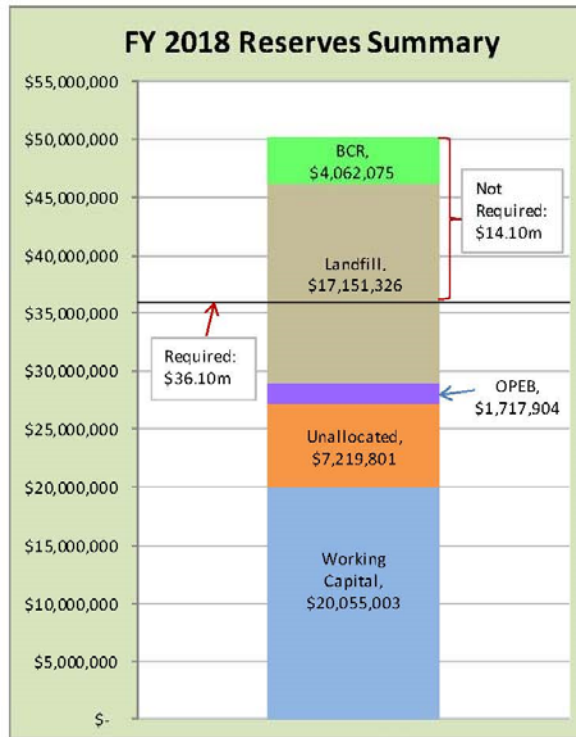 FY 2018 Reserves Summary
$55,000,000
$50,000,000
$45,000,000
$40,000,000
$35,000,000
$30,000,000
$25,000,000
$20,000,000
$15,000,000
$10,000,000
$5,000,000
$-
BCR,
$4,062,075
Not
Required:
$14.10m
Landfill,
$17,151,326
Required:
$36.10m
OPEB,
$1,717,904
Unallocated,
$7,219,801
Working
Capital,
$20,055,003